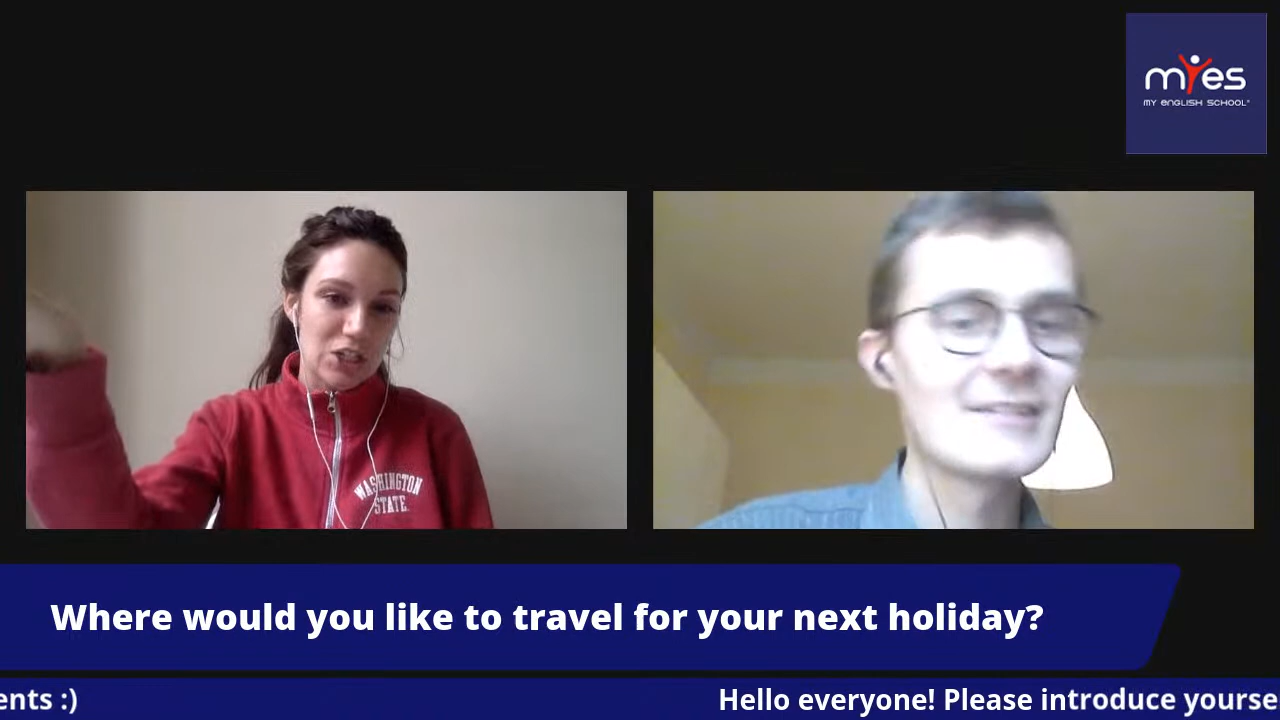 myes
MY ENGLISH SCHOOL®
WASHINGTON
STATE
Where would you like to travel for your next holiday?
ents :) Hello everyone! Please introduce yourse